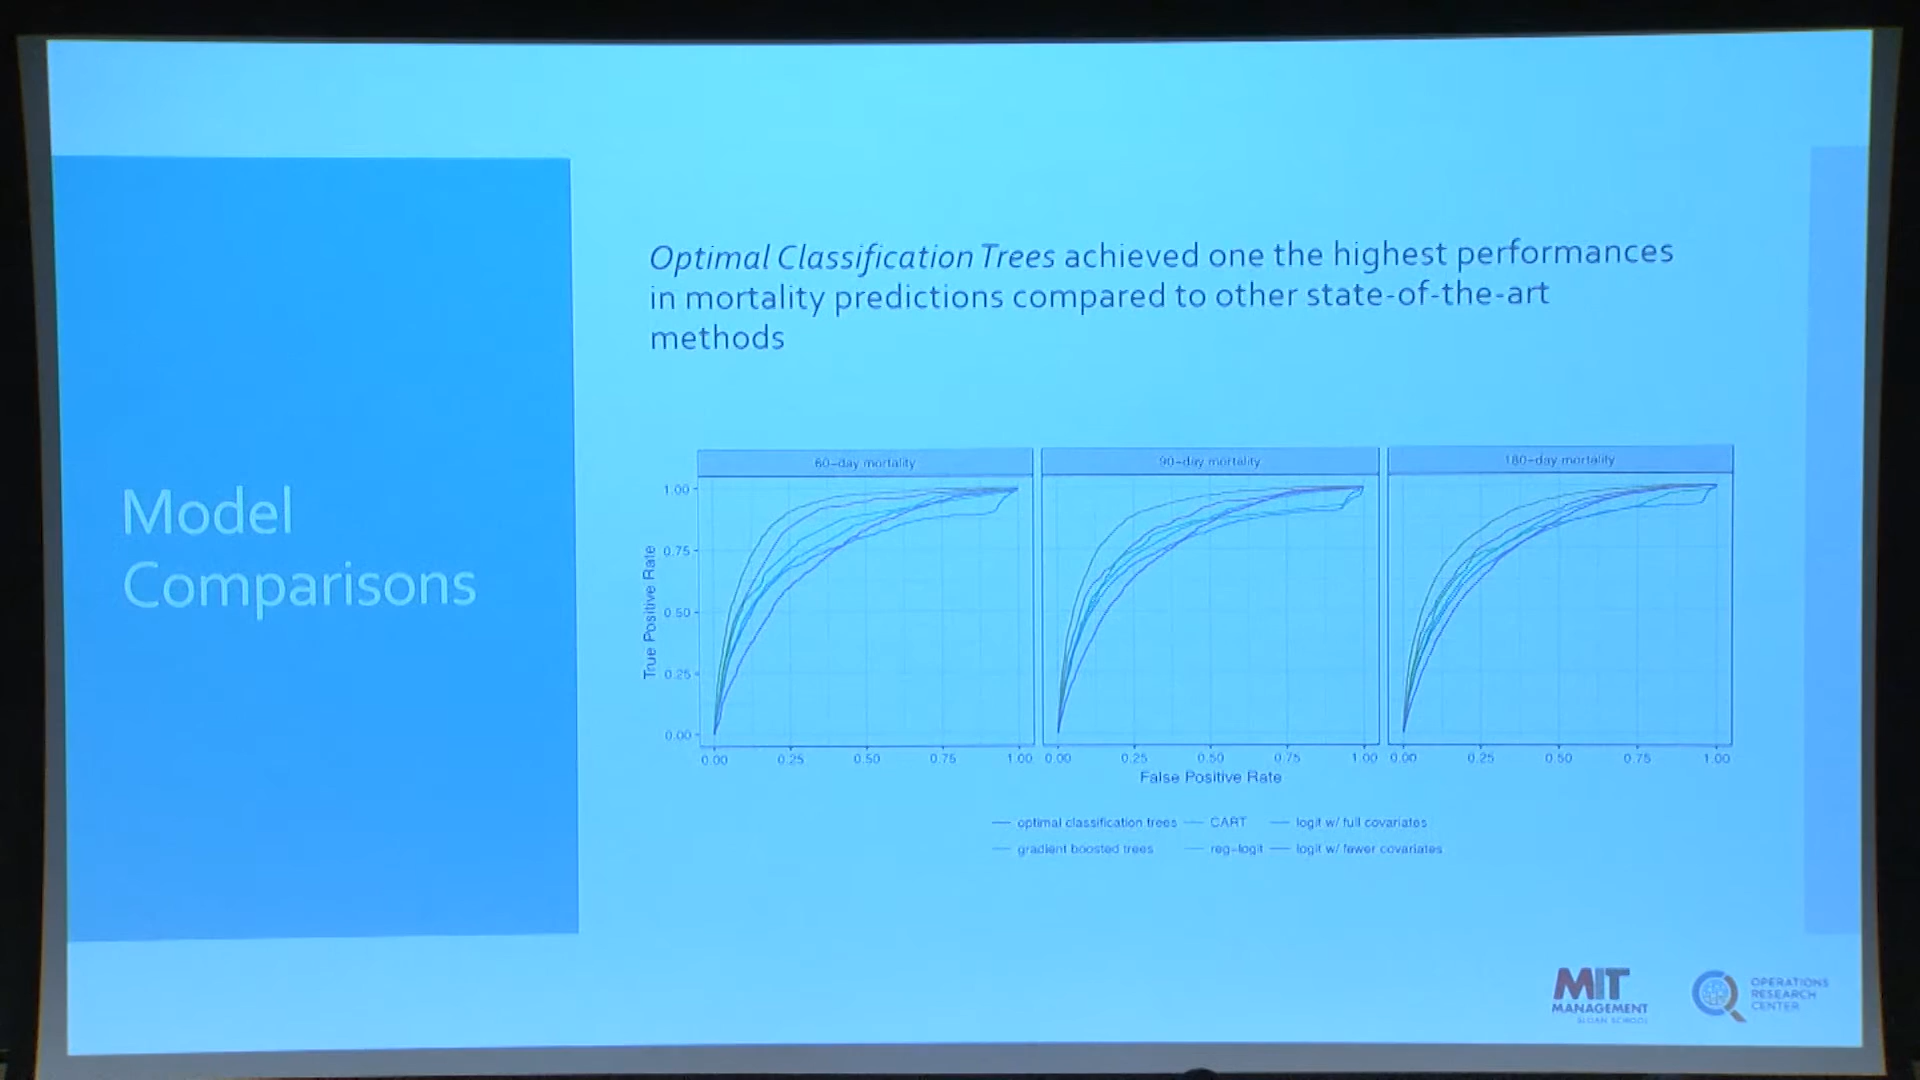 Optimal Classification Trees achieved one the highest performances
in mortality predictions compared to other state-of-the-art
methods
Model
Comparisons
60-day mortality
90-day mortality
180-day mortality
True Positive Rate
1.00
0.75
0.50
0.25
0.00
0.00 0.25 0.50 0.75 1.00
0.00 0.25 0.50 0.75 1.00
0.00 0.25 0.50 0.75 1.00
False Positive Rate
optimal classification trees CART logit w/ full covariates
gradient boosted trees reg-logit logit w/ fewer covariates
MIT
MANAGEMENT
SLOAN SCHOOL
OPERATIONS
RESEARCH
CENTER